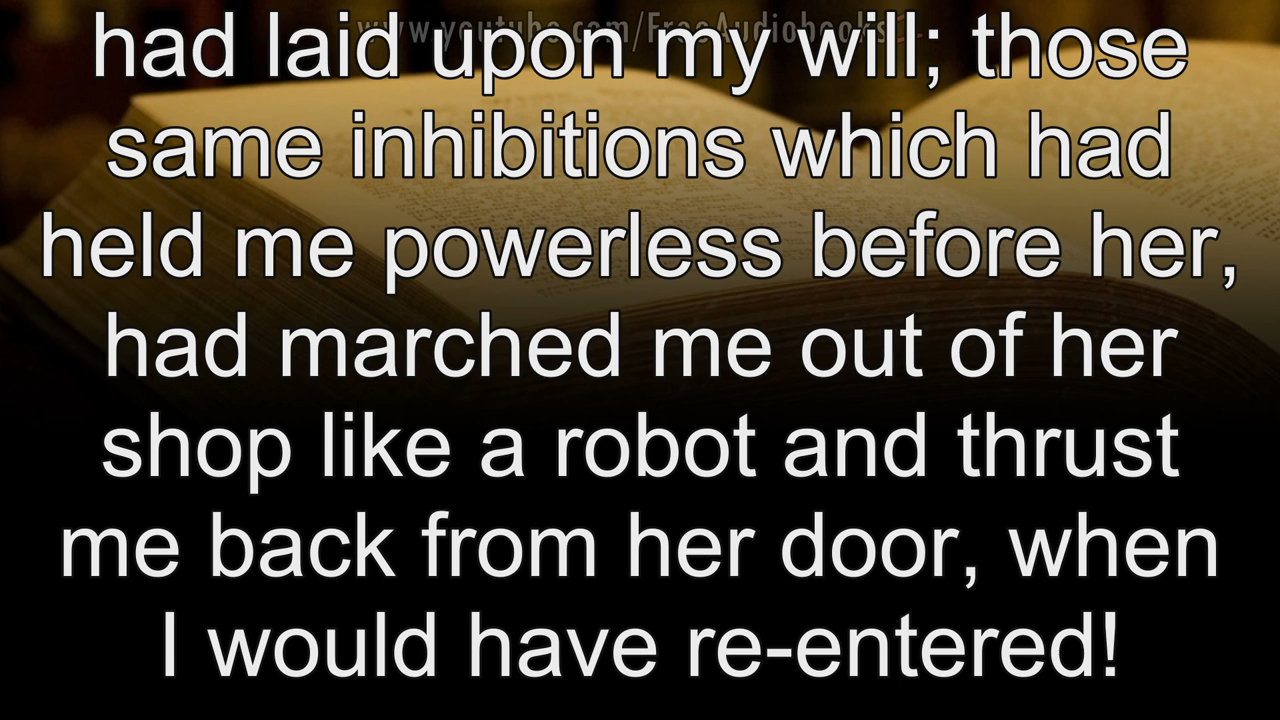 www.youtube.com/FreeAudiobooks
had laid upon my will; those
same inhibitions which had
held me powerless before her,
had marched me out of her
shop like a robot and thrust
me back from her door, when
I would have re-entered!